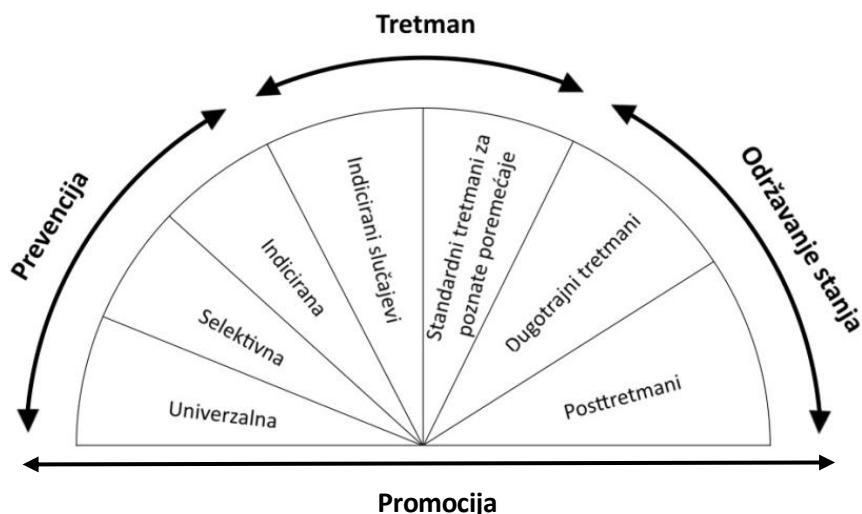 Tretman
Prevencija
Održavanje stanja
Univerzalna
Selektivna
Indicirana
Indicirani slučajevi
Standardni tretmani za
poznate poremećaje
Dugotrajni tretmani
Posttretmani
Promocija